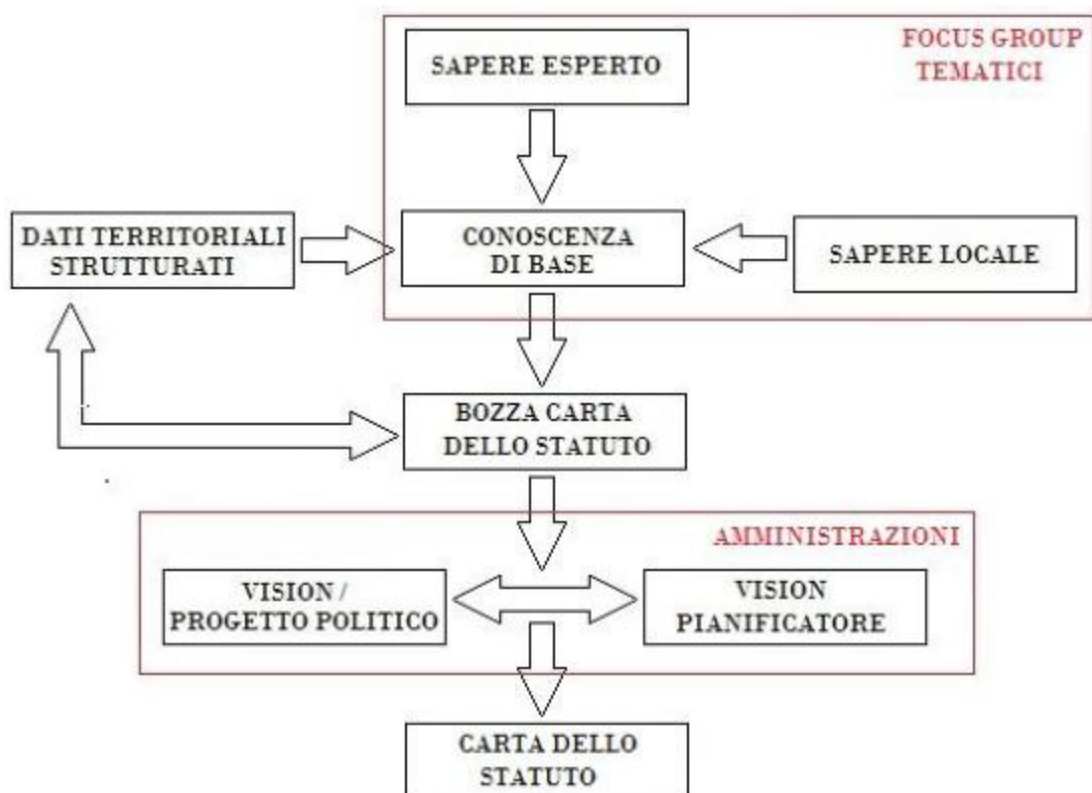 FOCUS GROUP
TEMATICI
SAPERE ESPERTO
DATI TERRITORIALI
STRUTTURATI
CONOSCENZA
DI BASE
SAPERE LOCALE
BOZZA CARTA
DELLO STATUTO
AMMINISTRAZIONI
VISION /
PROGETTO POLITICO
VISION
PIANIFICATORE
CARTA DELLO
STATUTO